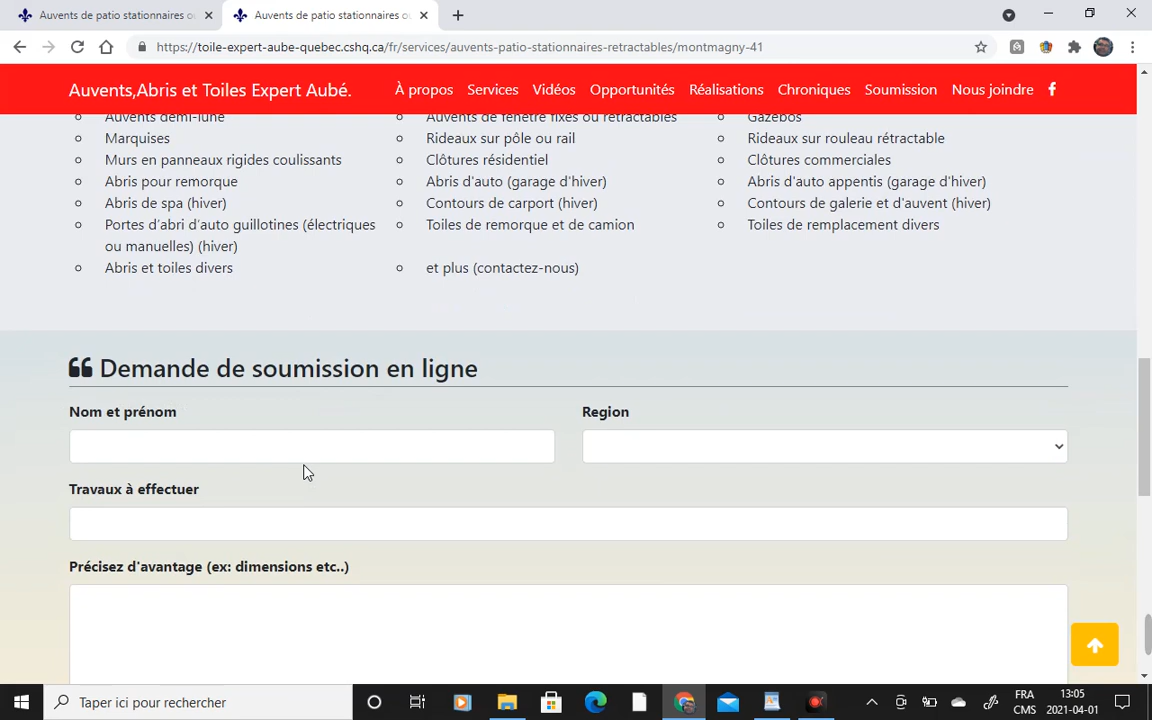 Auvents de patio stationnaires o
Auvents de patio stationnaires ou
https://toile-expert-aube-quebec.cshq.ca/fr/services/auvents-patio-stationnaires-retractables/montmagny-41
Auvents,Abris et Toiles Expert Aubé.
À propos
Services
Vidéos
Opportunités
Réalisations
Chroniques
Soumission
Nous joindre
Auvents demi-lune
Auvents de fenêtre fixes ou rétractables
Gazebos
Marquises
Rideaux sur pôle ou rail
Rideaux sur rouleau rétractable
Murs en panneaux rigides coulissants
Clôtures résidentiel
Clôtures commerciales
Abris pour remorque
Abris d'auto (garage d'hiver)
Abris d'auto appentis (garage d'hiver)
Abris de spa (hiver)
Contours de carport (hiver)
Contours de galerie et d'auvent (hiver)
Portes d'abri d'auto guillotines (électriques
ou manuelles) (hiver)
Toiles de remorque et de camion
Toiles de remplacement divers
Abris et toiles divers
et plus (contactez-nous)
Demande de soumission en ligne
Nom et prénom
Region
Travaux à effectuer
Précisez d'avantage (ex: dimensions etc..)
Taper ici pour rechercher
FRA
CMS
13:05
2021-04-01